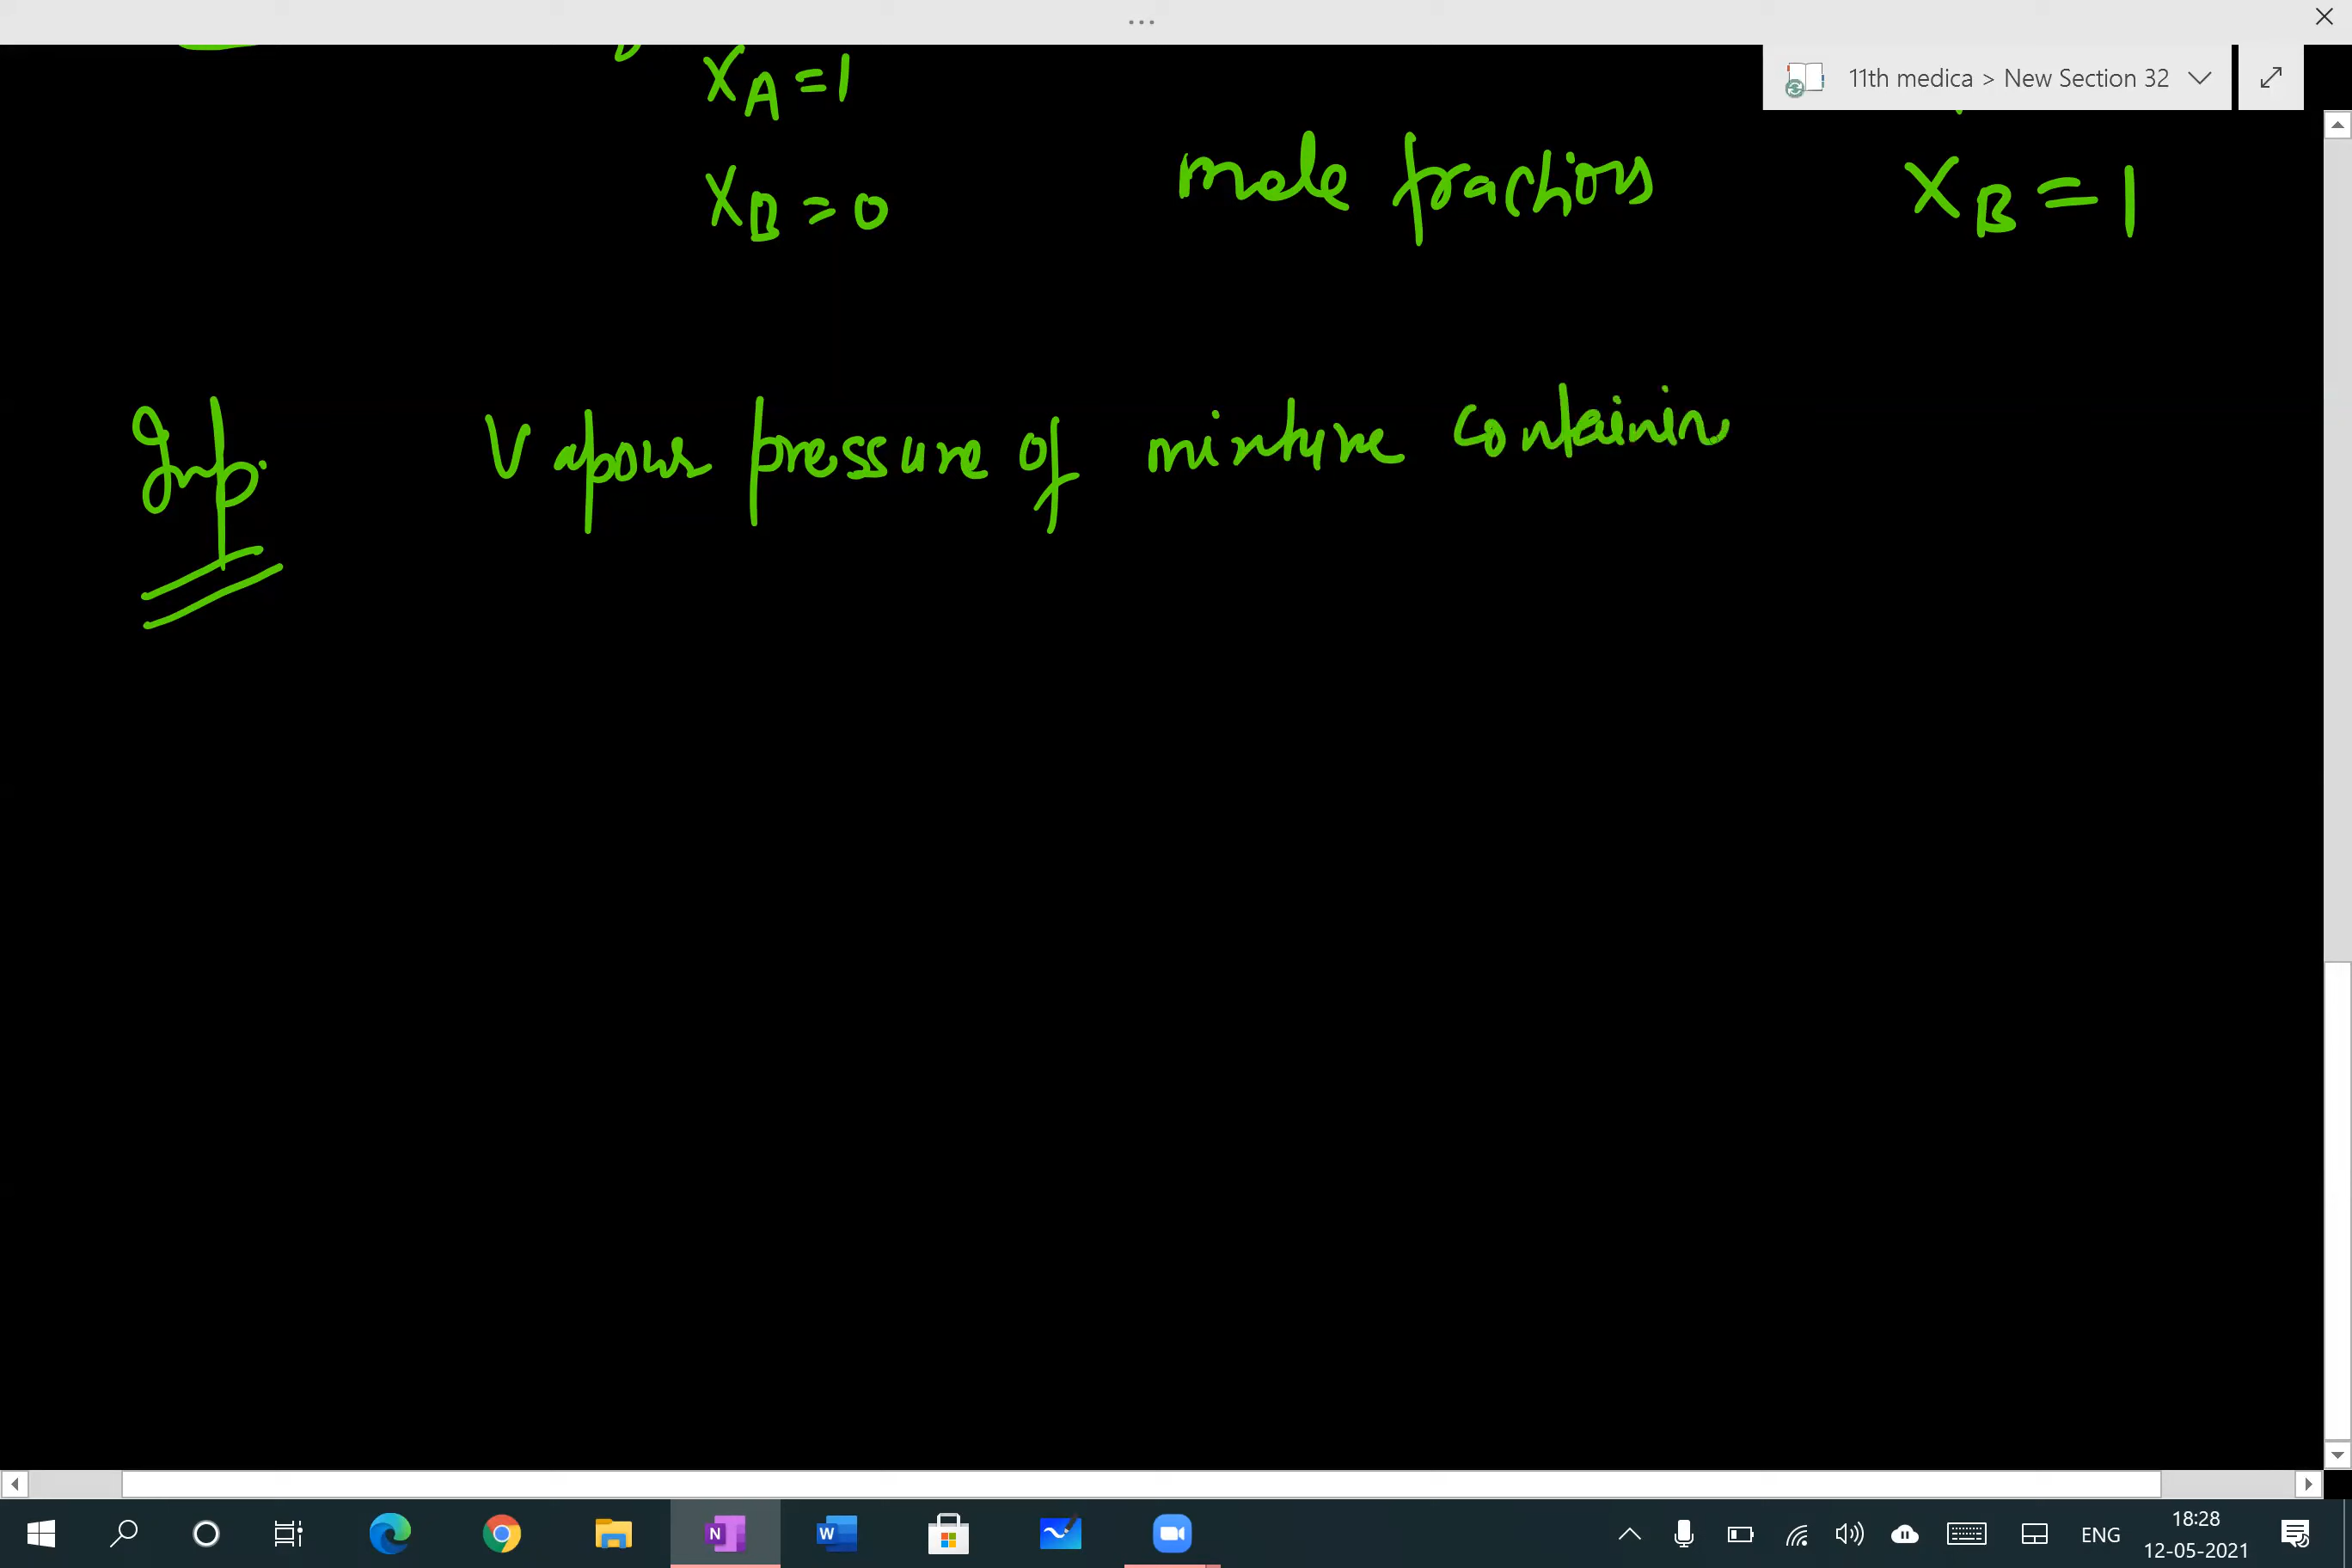 ...
11th medica > New Section 32
XA=1
XB=0
mole fractions
XB=1
Imp.
Vapour pressure of mixture containin
N
W
ENG
18:28
12-05-2021